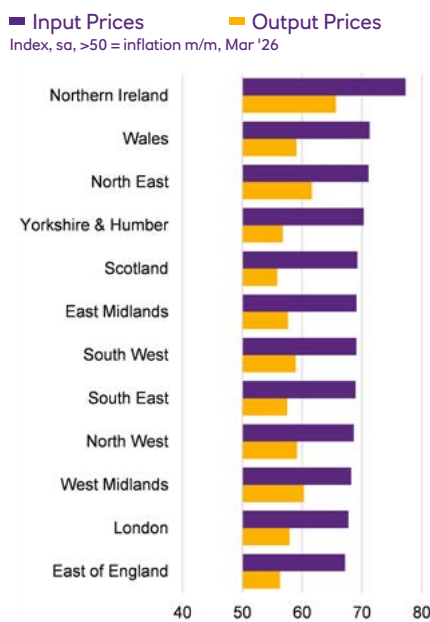 Input Prices Output Prices
Index, sa, >50 = inflation m/m, Mar '26
Northern Ireland
Wales
North East
Yorkshire & Humber
Scotland
East Midlands
South West
South East
North West
West Midlands
London
East of England
40 50 60 70 80